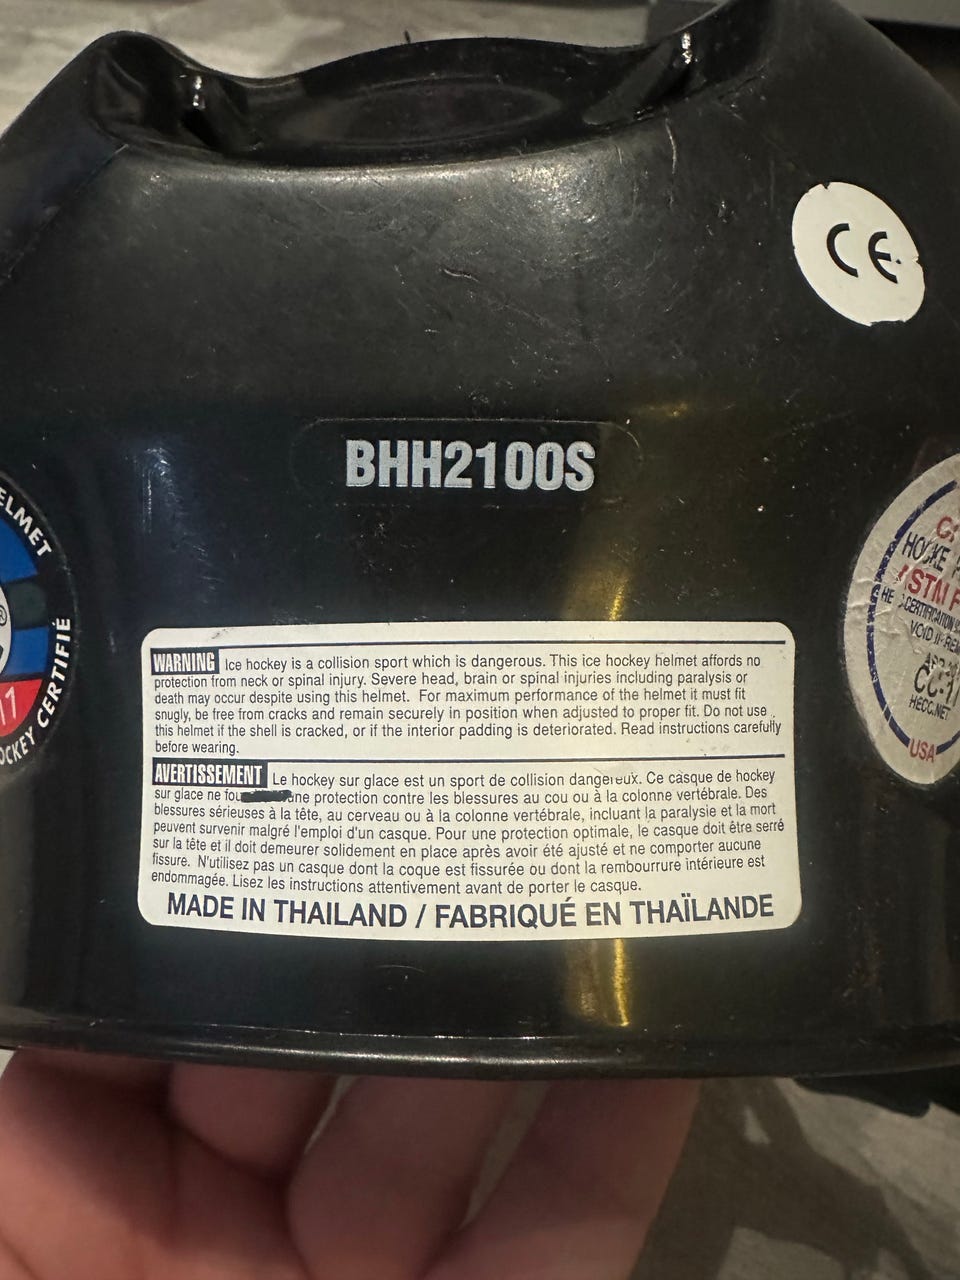 CE
BHH2100S
ELMET
HOCKEY CERTIFIÉ
WARNING Ice hockey is a collision sport which is dangerous. This ice hockey helmet affords no
protection from neck or spinal injury. Severe head, brain or spinal injuries including paralysis or
death may occur despite using this helmet. For maximum performance of the helmet it must fit
snugly, be free from cracks and remain securely in position when adjusted to proper fit. Do not use
this helmet if the shell is cracked, or if the interior padding is deteriorated. Read instructions carefully
before wearing.
AVERTISSEMENT Le hockey sur glace est un sport de collision dangereux. Ce casque de hockey
sur glace ne protection contre les blessures au cou ou à la colonne vertébrale. Des
blessures sérieuses à la tête, au cerveau ou à la colonne vertébrale, incluant la paralysie et la mort
peuvent survenir malgré l'emploi d'un casque. Pour une protection optimale, le casque doit être serré
sur la tête et il doit demeurer solidement en place après avoir été ajusté et ne comporter aucune
fissure. N'utilisez pas un casque dont la coque est fissurée ou dont la rembourrure intérieure est
endommagée. Lisez les instructions attentivement avant de porter le casque.
MADE IN THAILAND / FABRIQUÉ EN THAÏLANDE
CERTIFICATION
VOID IF
HECC.NET
USA